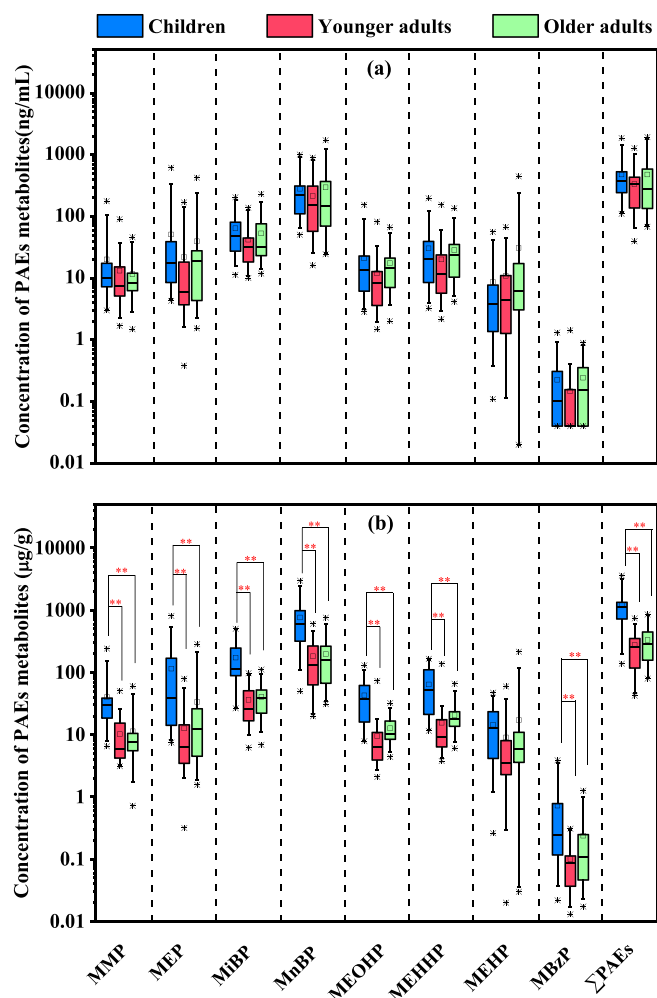 Children Younger adults Older adults
(a)
Concentration of PAEs metabolites(ng/mL)
10000
1000
100
10
1
0.1
0.01
(b)
Concentration of PAEs metabolites (μg/g)
** ** ** ** ** ** ** ** ** ** ** ** ** ** ** **
10000
1000
100
10
1
0.1
0.01
MMP MEP MiBP MnBP MEOHP MEHHP MEHP MBzP ∑PAEs